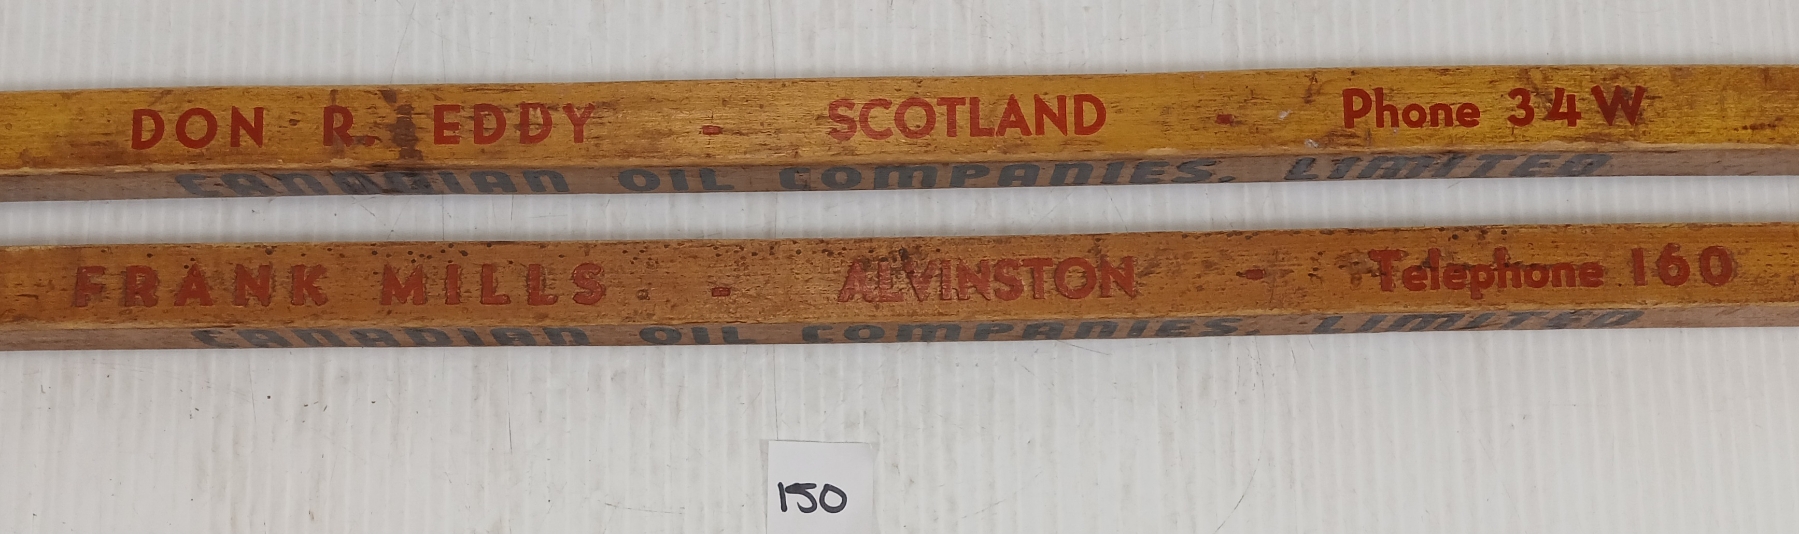 DON R. EDDY - SCOTLAND - Phone 34W
CANADIAN OIL COMPANIES, LIMITED
FRANK MILLS - ALVINSTON - Telephone 160
CANADIAN OIL COMPANIES, LIMITED
150